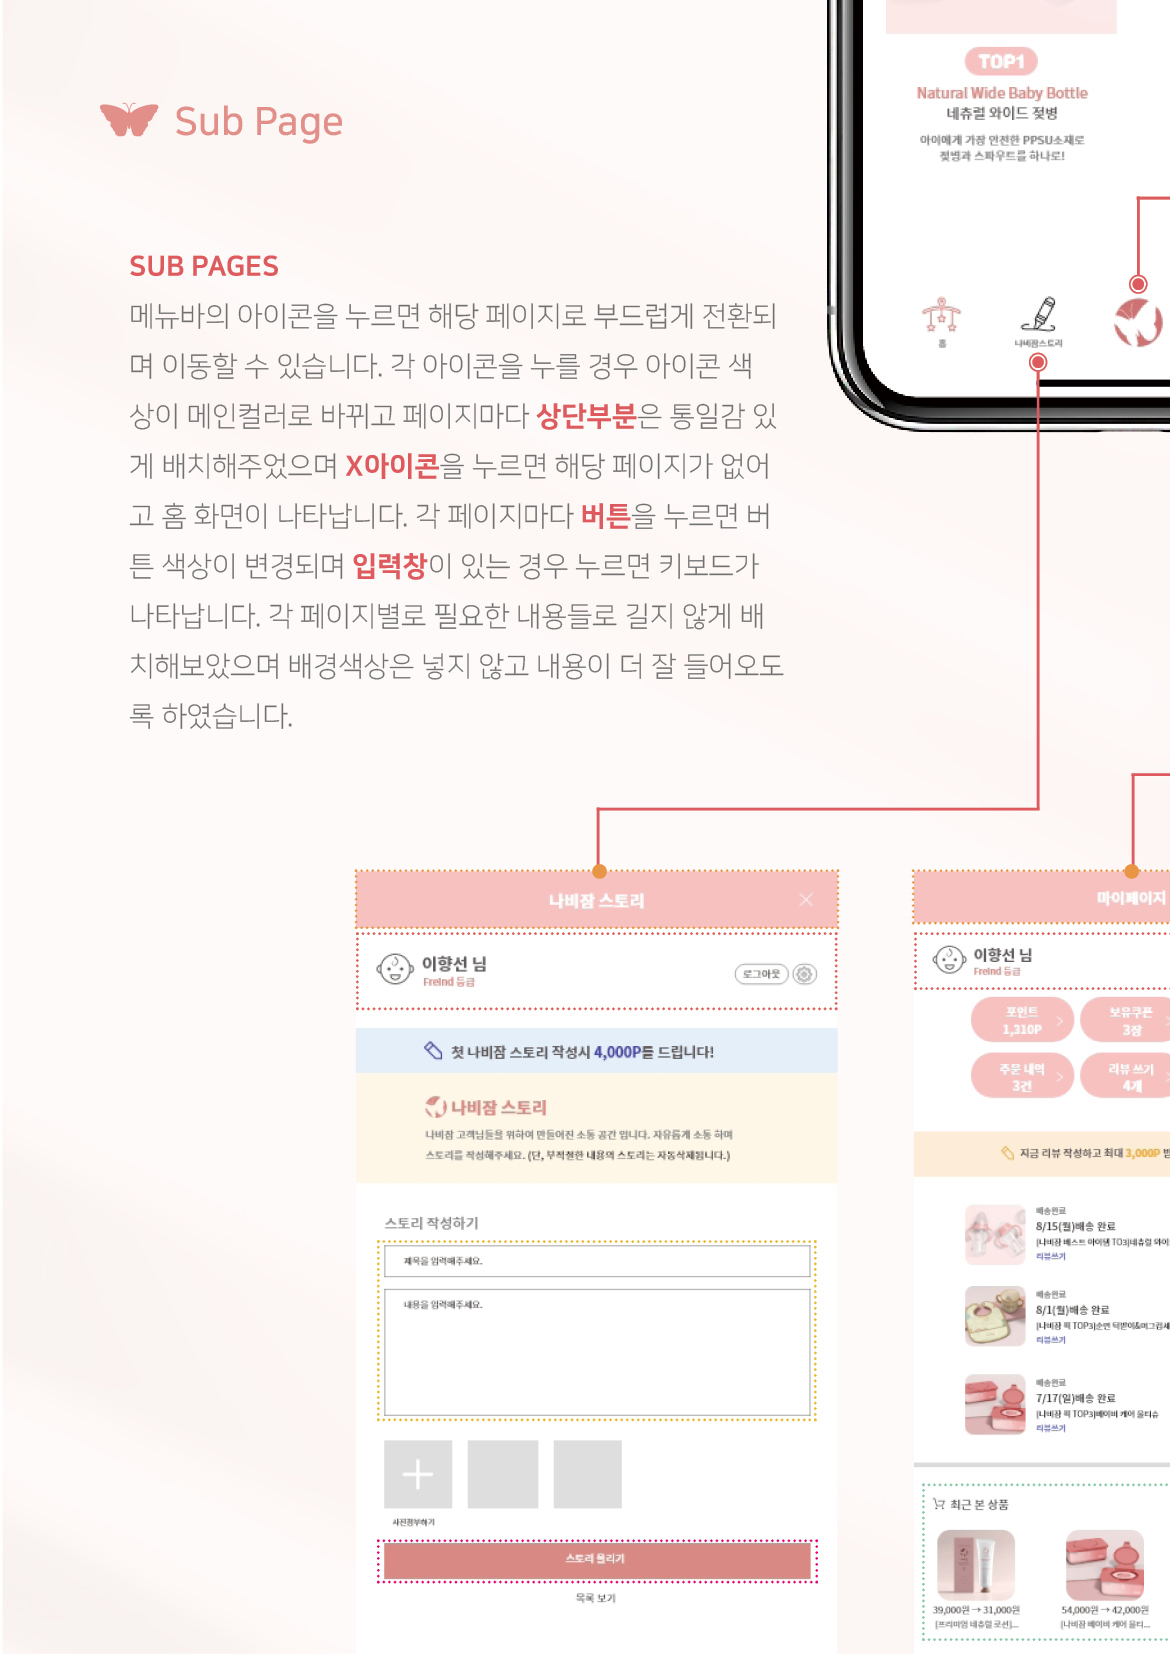 TOP1
Natural Wide Baby Bottle
네츄럴 와이드 젖병
아이에게 가장 안전한 PPSU소재로
젖병과 스파우트를 하나로!
홈
나비잠스토리
Sub Page
SUB PAGES
메뉴바의 아이콘을 누르면 해당 페이지로 부드럽게 전환되
며 이동할 수 있습니다. 각 아이콘을 누를 경우 아이콘 색
상이 메인컬러로 바뀌고 페이지마다 상단부분은 통일감 있
게 배치해주었으며 X아이콘을 누르면 해당 페이지가 없어
고 홈 화면이 나타납니다. 각 페이지마다 버튼을 누르면 버
튼 색상이 변경되며 입력창이 있는 경우 누르면 키보드가
나타납니다. 각 페이지별로 필요한 내용들로 길지 않게 배
치해보았으며 배경색상은 넣지 않고 내용이 더 잘 들어오도
록 하였습니다.
나비잠 스토리
이향선 님
Freind 등급
로그아웃
첫 나비잠 스토리 작성시 4,000P를 드립니다!
나비잠 스토리
나비잠 고객님들을 위하여 만들어진 소통 공간 입니다. 자유롭게 소통 하며
스토리를 작성해주세요. (단, 부적절한 내용의 스토리는 자동삭제됩니다.)
스토리 작성하기
제목을 입력해주세요.
내용을 입력해주세요.
사진첨부하기
스토리 올리기
목록 보기
마이페이지
이향선 님
Freind 등급
포인트
1,310P
보유쿠폰
3장
주문 내역
3건
리뷰 쓰기
4개
지금 리뷰 작성하고 최대 3,000P
배송완료
8/15(월)배송 완료
[나비잠 베스트 아이템 TO3]네츄럴 와이
리뷰쓰기
배송완료
8/1(월)배송 완료
[나비잠 픽 TOP3]순면 턱받이&머그컵세
리뷰쓰기
배송완료
7/17(일)배송 완료
[나비잠 픽 TOP3]베이비 케어 물티슈
리뷰쓰기
최근 본 상품
39,000원 → 31,000원
[프리미엄 네츄럴 로션]...
54,000원 → 42,000원
[나비잠 베이비 케어 물티...